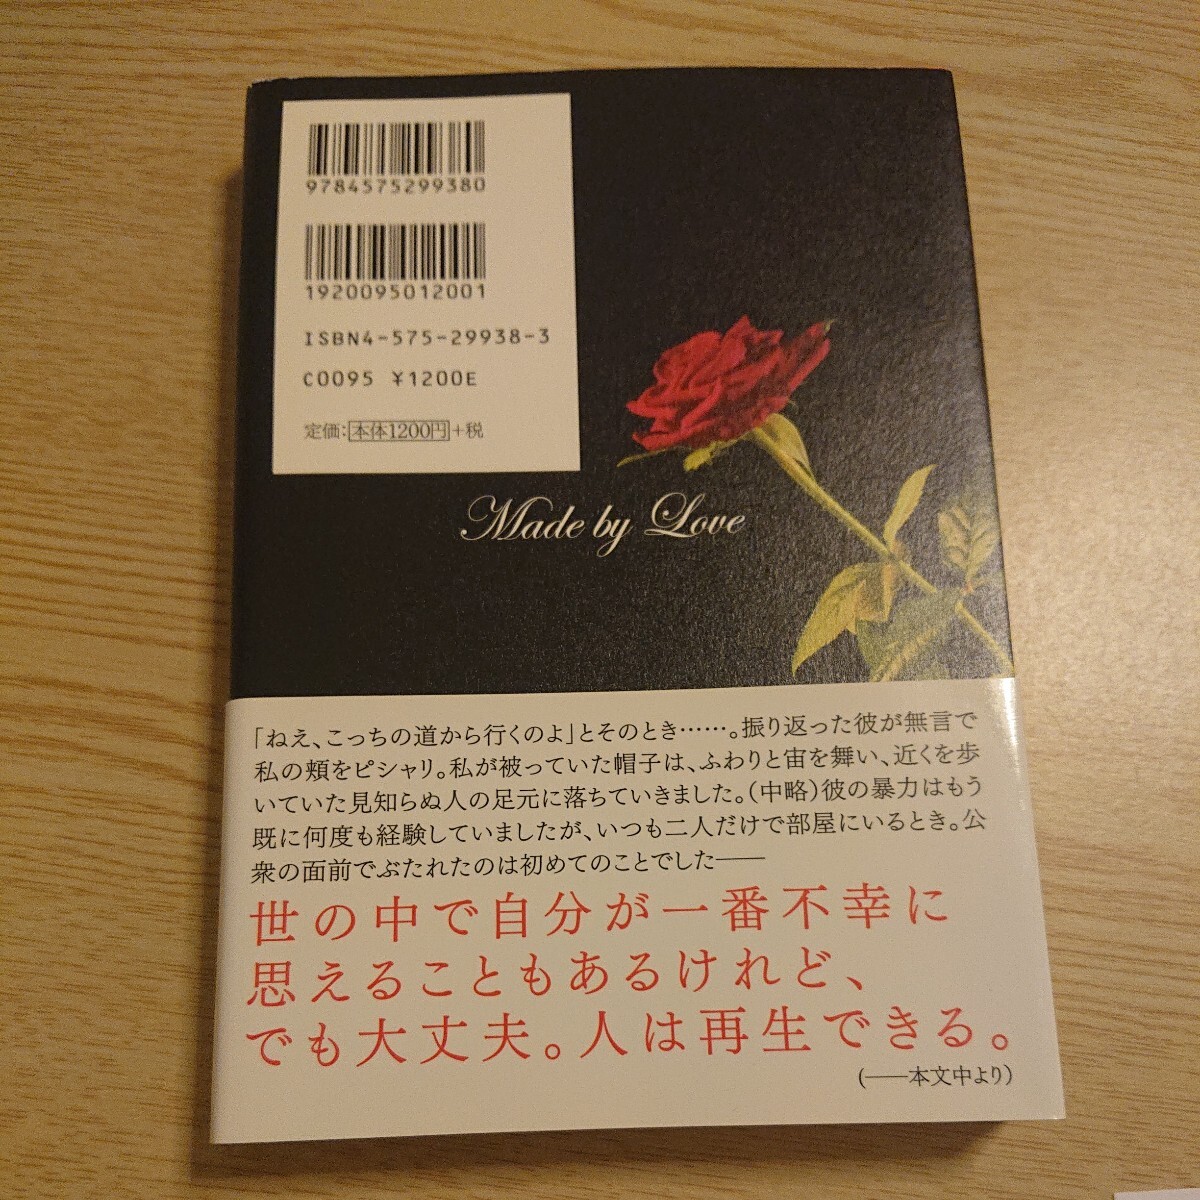 9784575299380
1920095012001
ISBN4-575-29938-3
C0095 ¥1200E
定価:本体1200円+税
Made by Love
「ねえ、こっちの道から行くのよ」とそのとき……。振り返った彼が無言で
私の頬をピシャリ。私が被っていた帽子は、ふわりと宙を舞い、近くを歩
いていた見知らぬ人の足元に落ちていきました。(中略)彼の暴力はもう
既に何度も経験していましたが、いつも二人だけで部屋にいるとき。公
衆の面前でぶたれたのは初めてのことでした——
世の中で自分が一番不幸に
思えることもあるけれど、
でも大丈夫。人は再生できる。
(——本文中より)